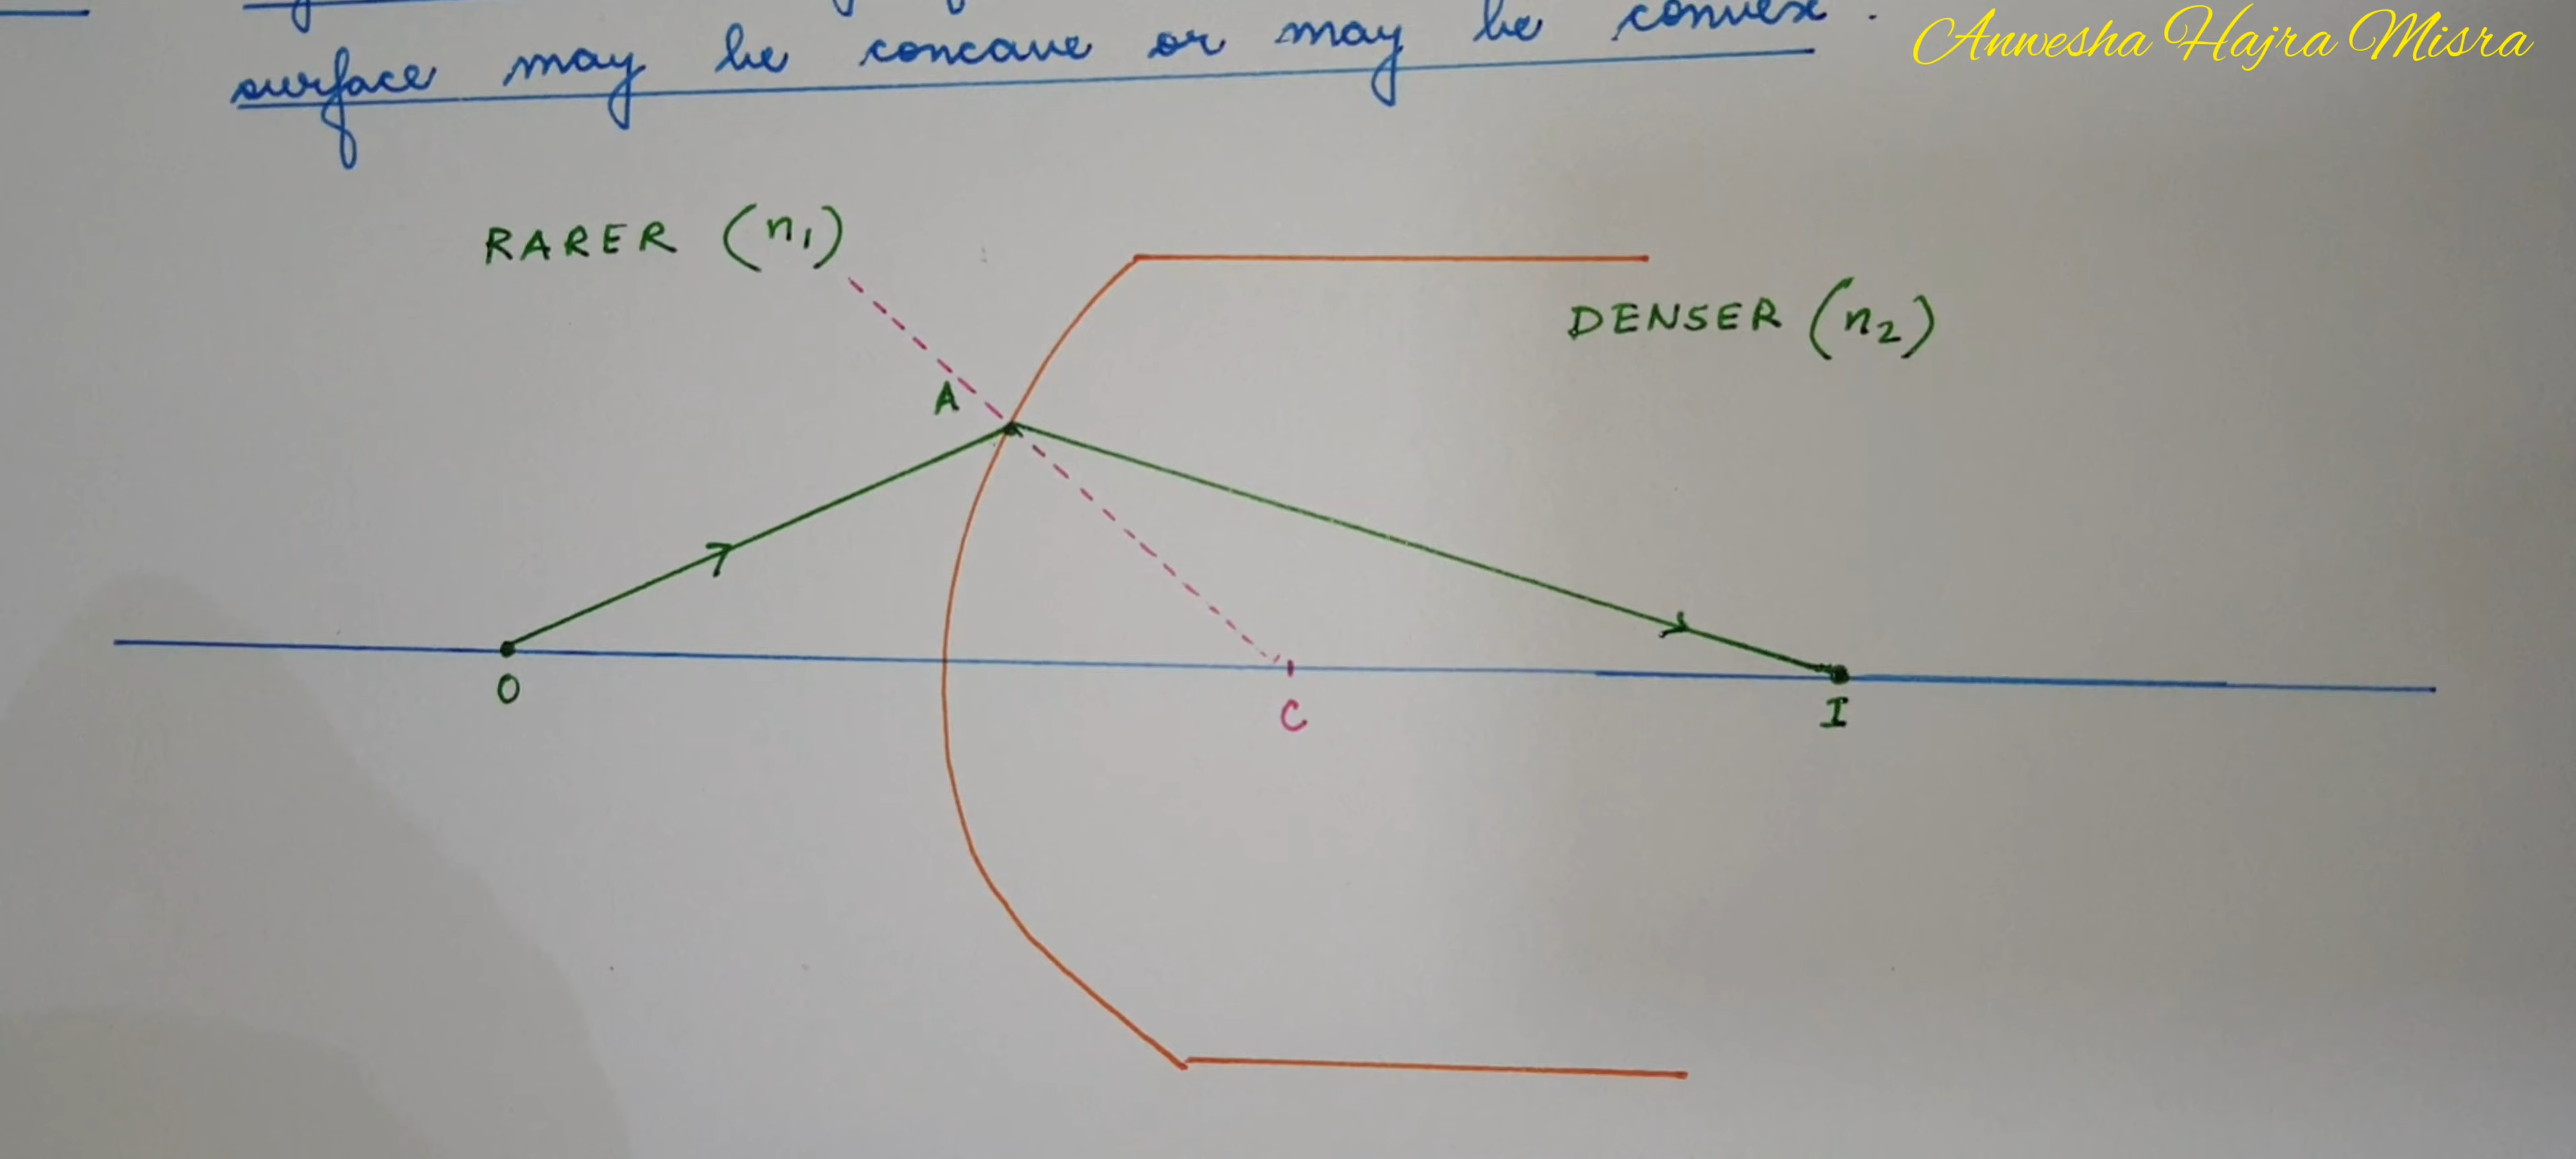 surface may be concave or may be convex.
Anwesha Hajra Misra
RARER (n₁)
DENSER (n₂)
A
O
C
I